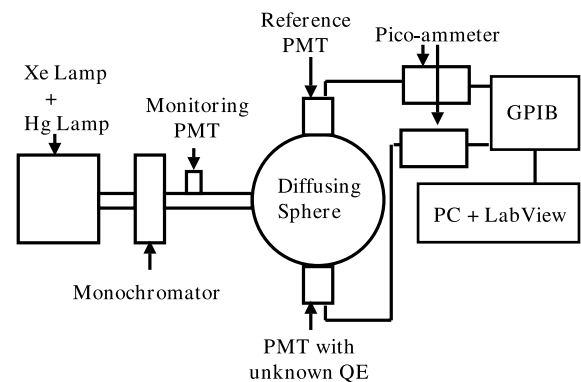 Reference
PMT
Pico-ammeter
Xe Lamp
+
Hg Lamp
Monitoring
PMT
GPIB
Diffusing
Sphere
PC + LabView
Monochromator
PMT with
unknown QE